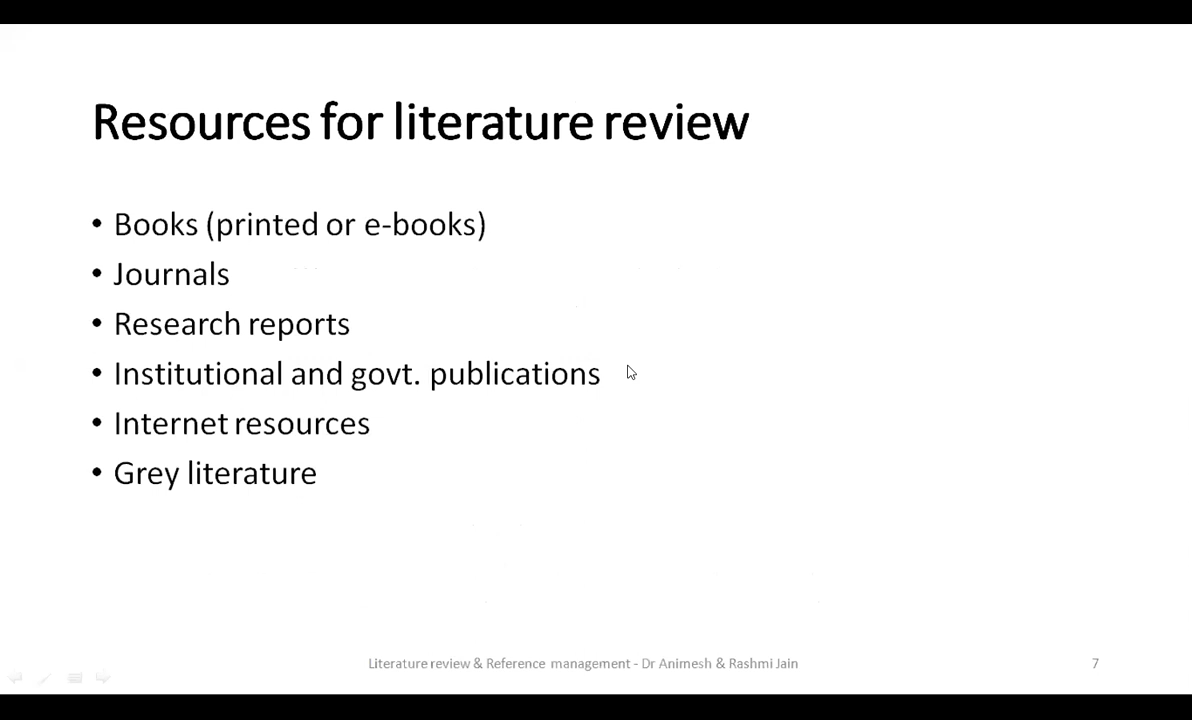 Resources for literature review
• Books (printed or e-books)
• Journals
• Research reports
• Institutional and govt. publications
• Internet resources
• Grey literature
Literature review & Reference management - Dr Animesh & Rashmi Jain
7